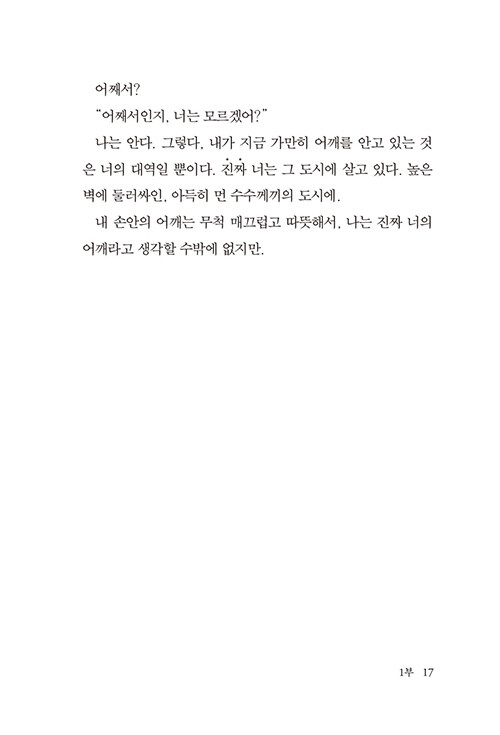 어째서?
“어째서인지, 너는 모르겠어?”
나는 안다. 그렇다, 내가 지금 가만히 어깨를 안고 있는 것
은 너의 대역일 뿐이다. 진짜 너는 그 도시에 살고 있다. 높은
벽에 둘러싸인, 아득히 먼 수수께끼의 도시에.
내 손안의 어깨는 무척 매끄럽고 따뜻해서, 나는 진짜 너의
어깨라고 생각할 수밖에 없지만.
1부 17